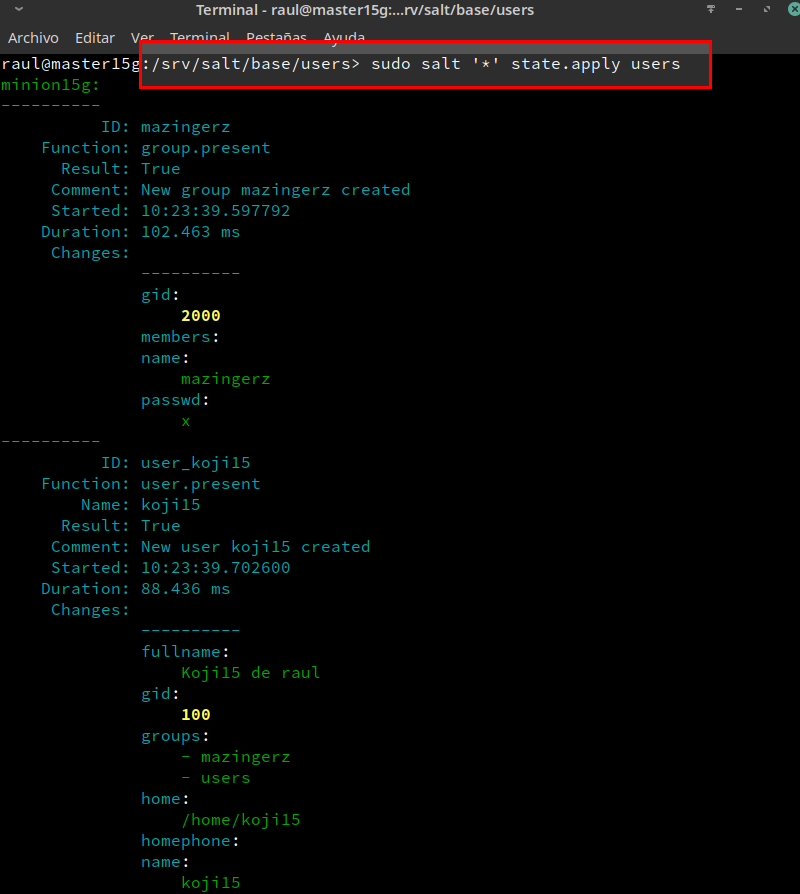 Terminal - raul@master15g:...rv/salt/base/users
Archivo Editar Ver Terminal Pestañas Ayuda
raul@master15g:/srv/salt/base/users> sudo salt '*' state.apply users
minion15g:
----------
          ID: mazingerz
    Function: group.present
      Result: True
     Comment: New group mazingerz created
     Started: 10:23:39.597792
    Duration: 102.463 ms
     Changes:
              ----------
              gid:
                  2000
              members:
              name:
                  mazingerz
              passwd:
                  x
----------
          ID: user_koji15
    Function: user.present
        Name: koji15
      Result: True
     Comment: New user koji15 created
     Started: 10:23:39.702600
    Duration: 88.436 ms
     Changes:
              ----------
              fullname:
                  Koji15 de raul
              gid:
                  100
              groups:
                  - mazingerz
                  - users
              home:
                  /home/koji15
              homephone:
              name:
                  koji15